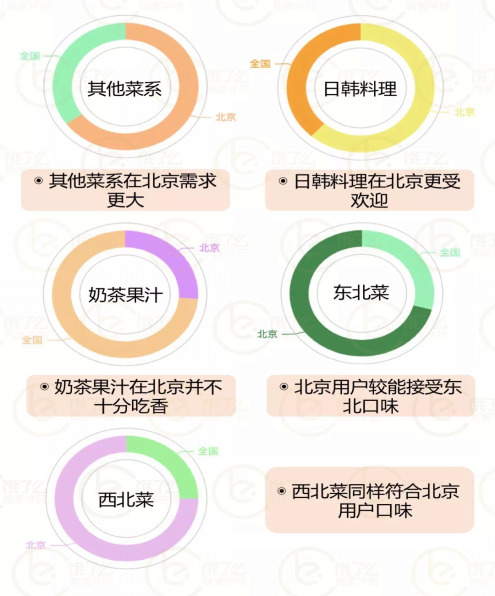 全国
其他菜系
北京
全国
日韩料理
北京
◉ 其他菜系在北京需求
更大
◉ 日韩料理在北京更受
欢迎
北京
奶茶果汁
全国
全国
东北菜
北京
◉ 奶茶果汁在北京并不
十分吃香
◉ 北京用户较能接受东
北口味
全国
西北菜
北京
◉ 西北菜同样符合北京
用户口味